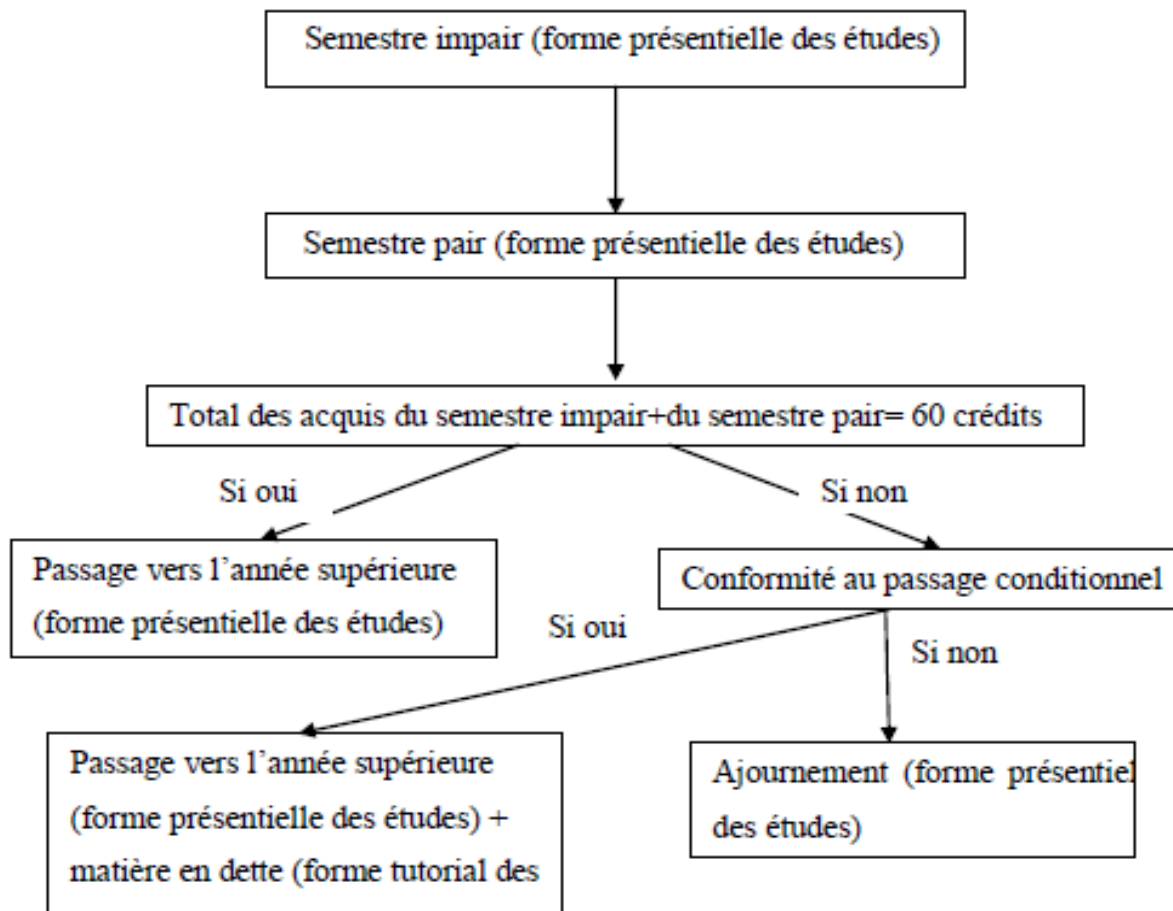 Semestre impair (forme présentielle des études)
Semestre pair (forme présentielle des études)
Total des acquis du semestre impair+du semestre pair= 60 crédits
Si oui
Si non
Passage vers l’année supérieure
(forme présentielle des études)
Conformité au passage conditionnel
Si oui
Si non
Passage vers l’année supérieure
(forme présentielle des études) +
matière en dette (forme tutorial des
Ajournement (forme présentiel
des études)